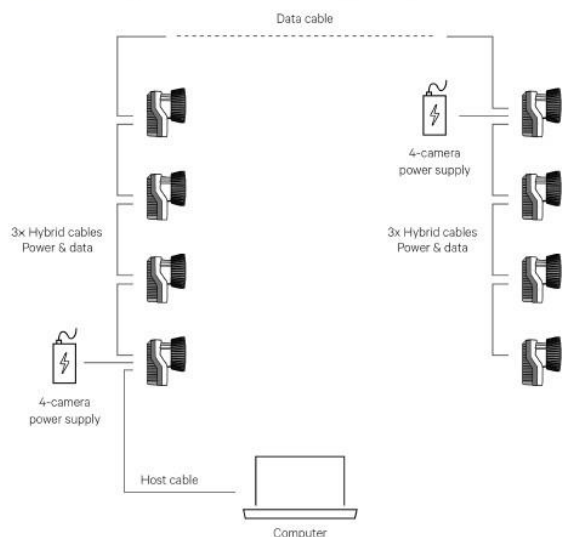 Data cable
4-camera
power supply
3x Hybrid cables
Power & data
3x Hybrid cables
Power & data
4-camera
power supply
Host cable
Computer